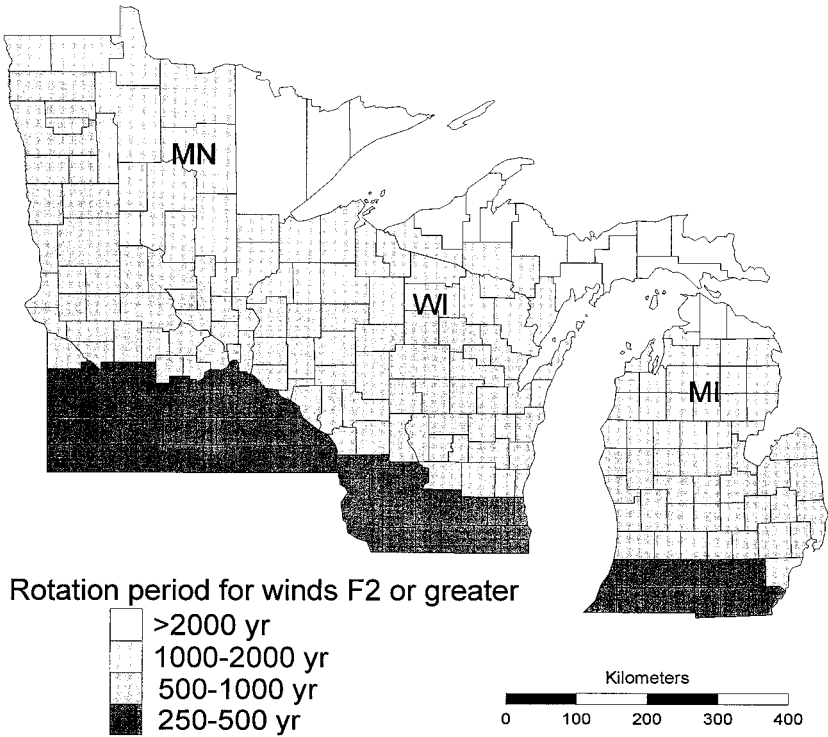 MN
WI
MI
Rotation period for winds F2 or greater
>2000 yr
1000-2000 yr
500-1000 yr
250-500 yr
Kilometers
0 100 200 300 400